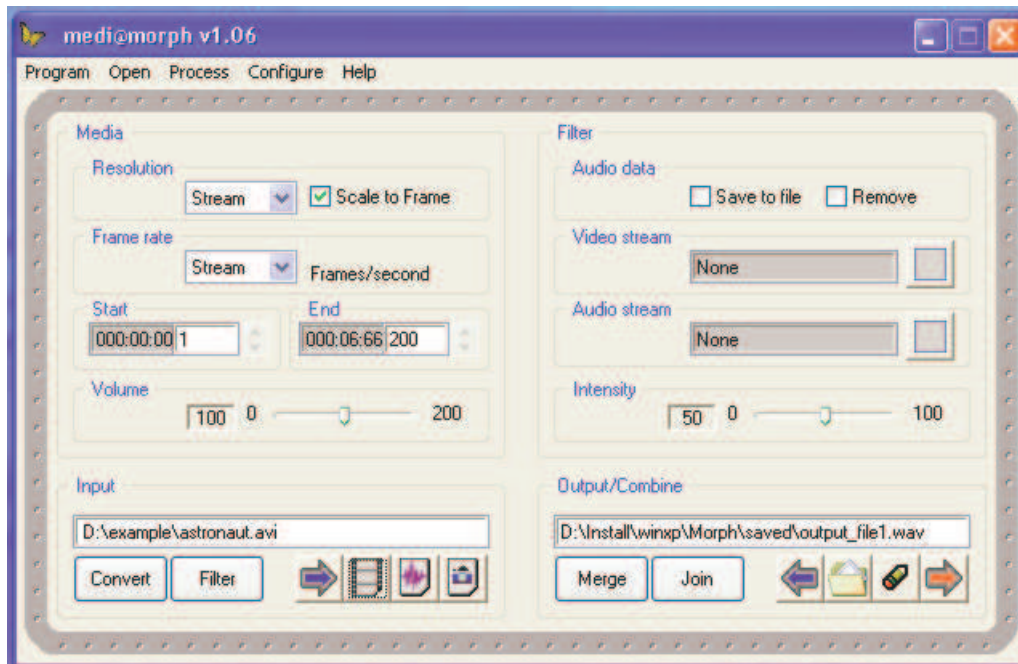 medi@morph v1.06
Program Open Process Configure Help
Media
Resolution
Stream Scale to Frame
Frame rate
Stream Frames/second
Start End
000:00:00 1 000:06:66 200
Volume
100 0 200
Filter
Audio data
Save to file Remove
Video stream
None
Audio stream
None
Intensity
50 0 100
Input
D:\example\astronaut.avi
Convert Filter
Output/Combine
D:\Install\winxp\Morph\saved\output_file1.wav
Merge Join